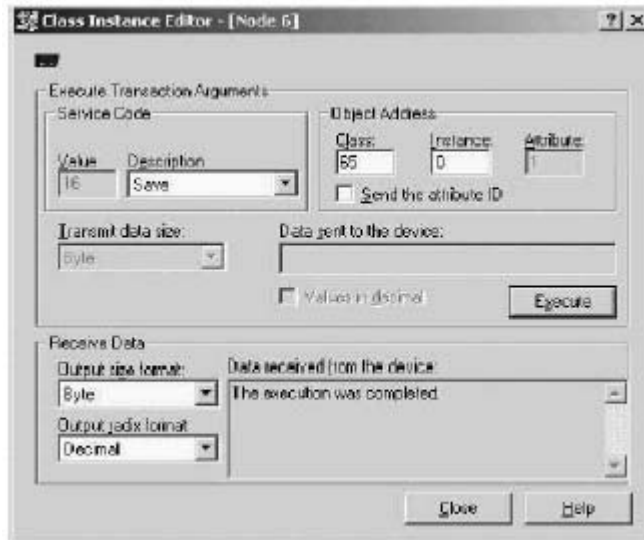 Class Instance Editor - [Node 6]
Execute Transaction Arguments
Service Code
Value
Description
16
Save
Object Address
Class:
Instance:
Attribute:
65
0
1
Send the attribute ID
Transmit data size:
Byte
Data sent to the device:
Values in decimal
Execute
Receive Data
Output size format:
Byte
Output radix format:
Decimal
Data received from the device:
The execution was completed.
Close
Help